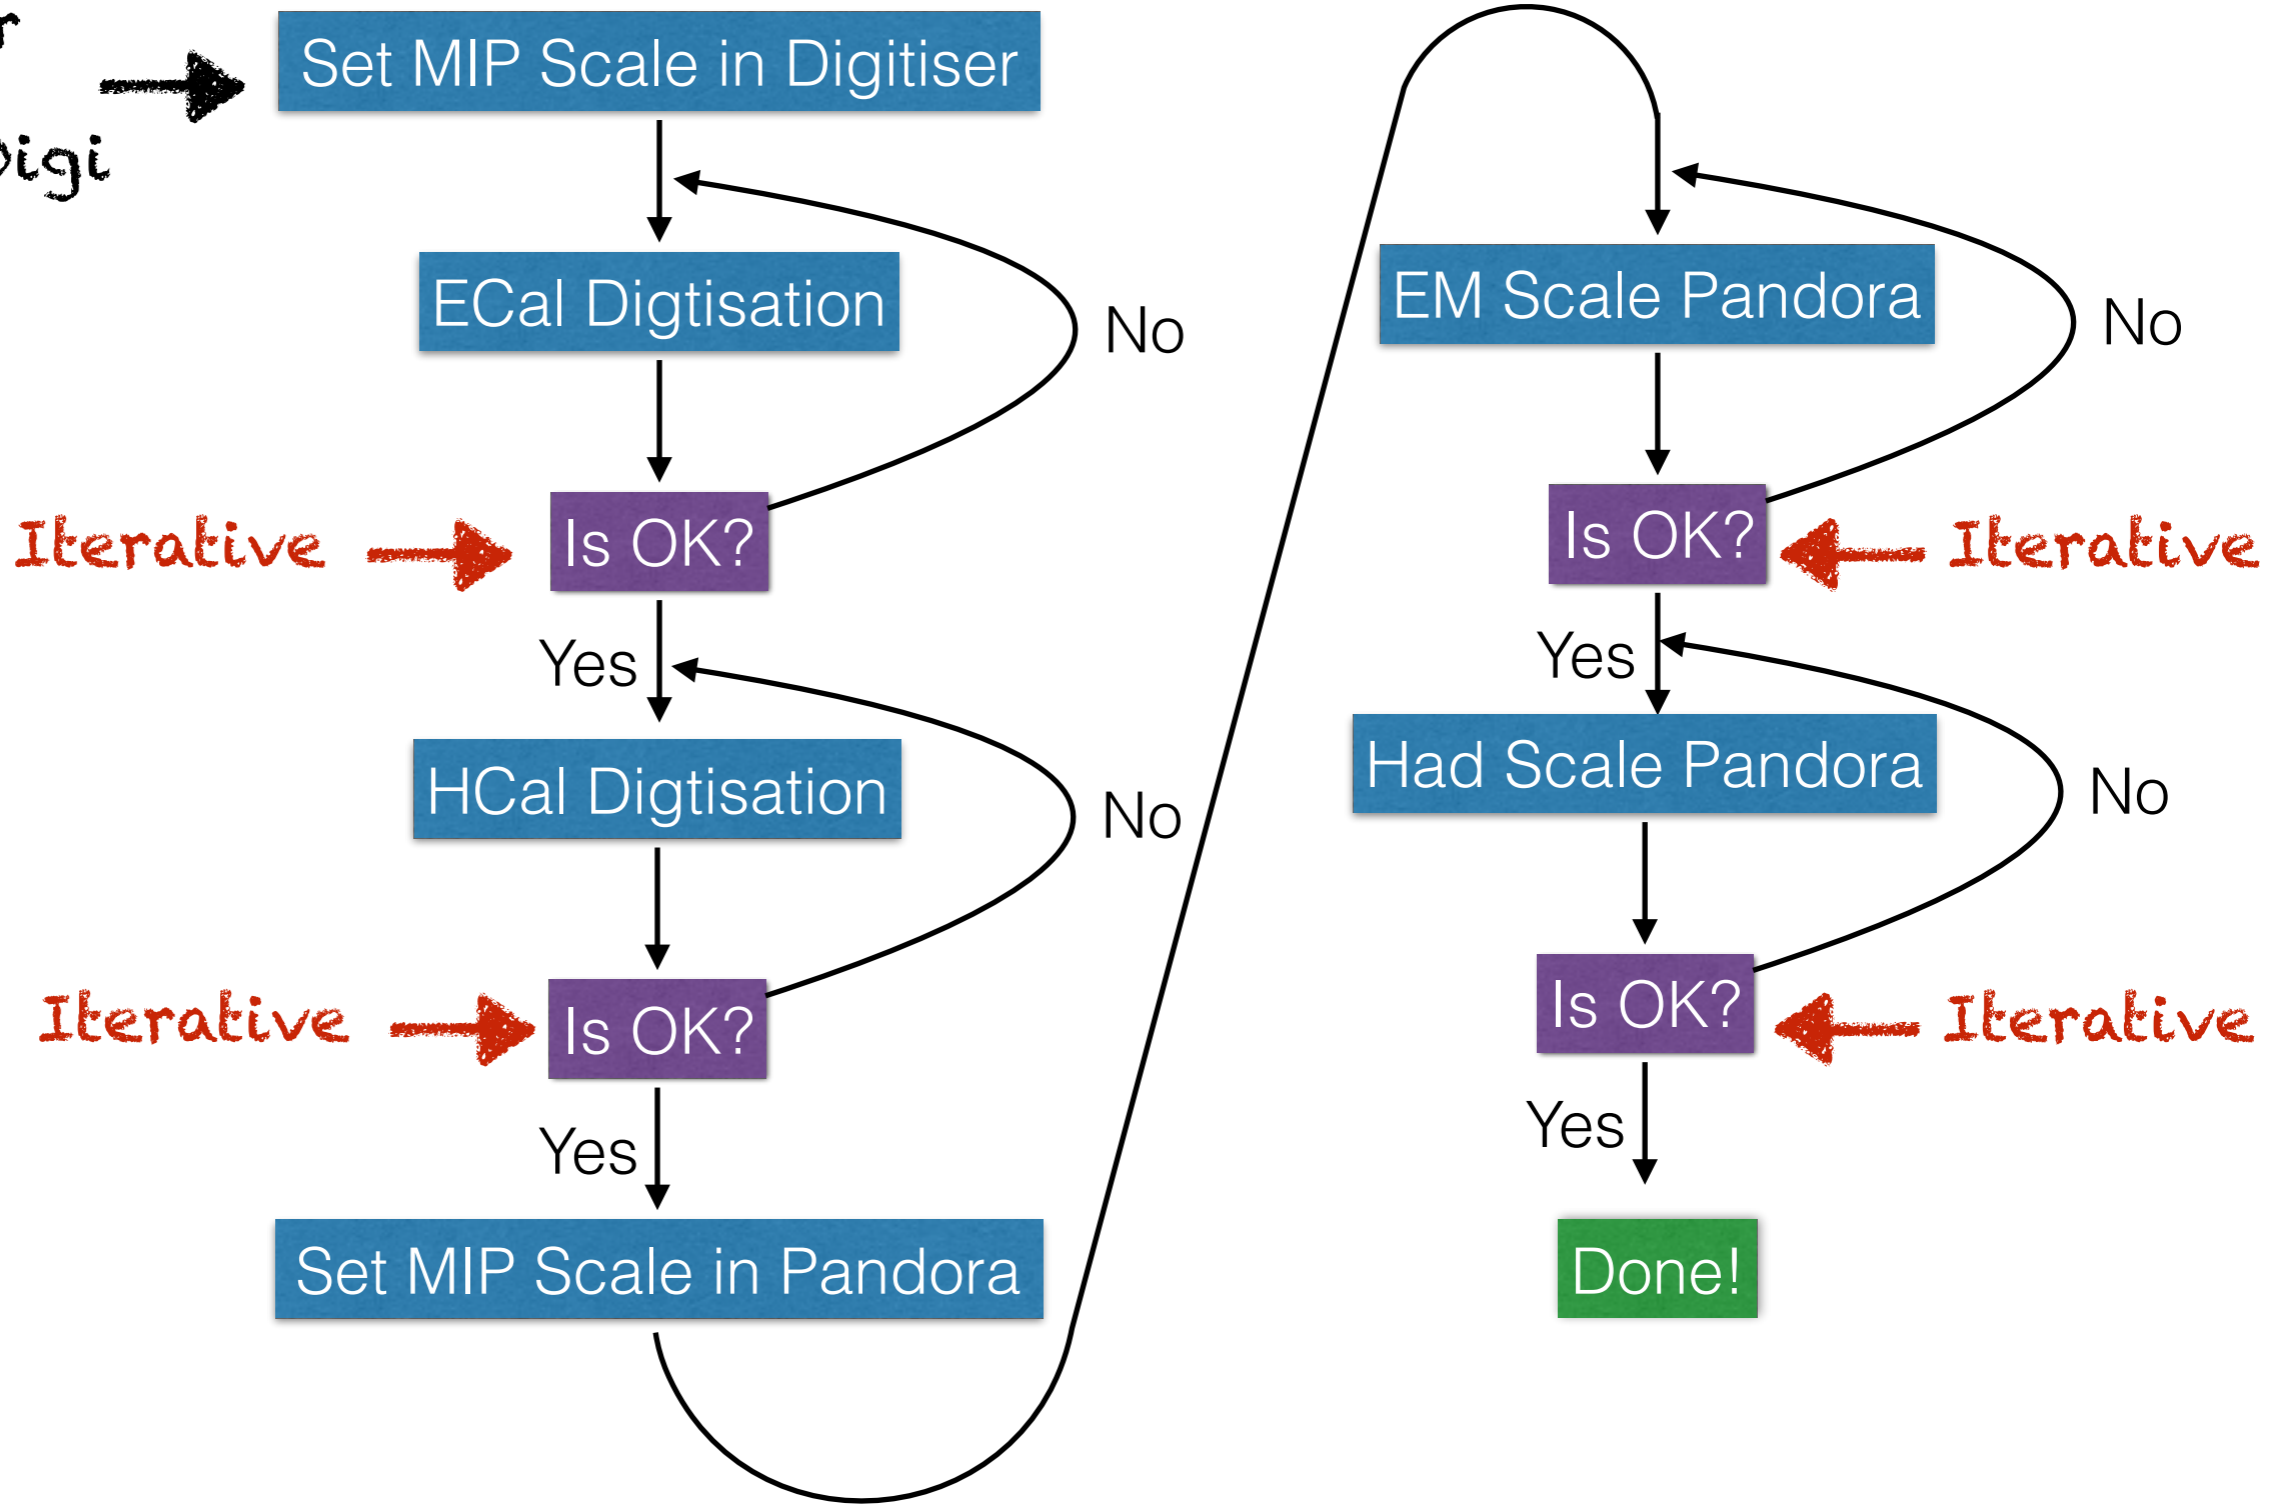 Set MIP Scale in Digitiser
ECal Digtisation
No
Iterative
Is OK?
Yes
HCal Digtisation
No
Iterative
Is OK?
Yes
Set MIP Scale in Pandora
EM Scale Pandora
No
Is OK?
Iterative
Yes
Had Scale Pandora
No
Is OK?
Iterative
Yes
Done!